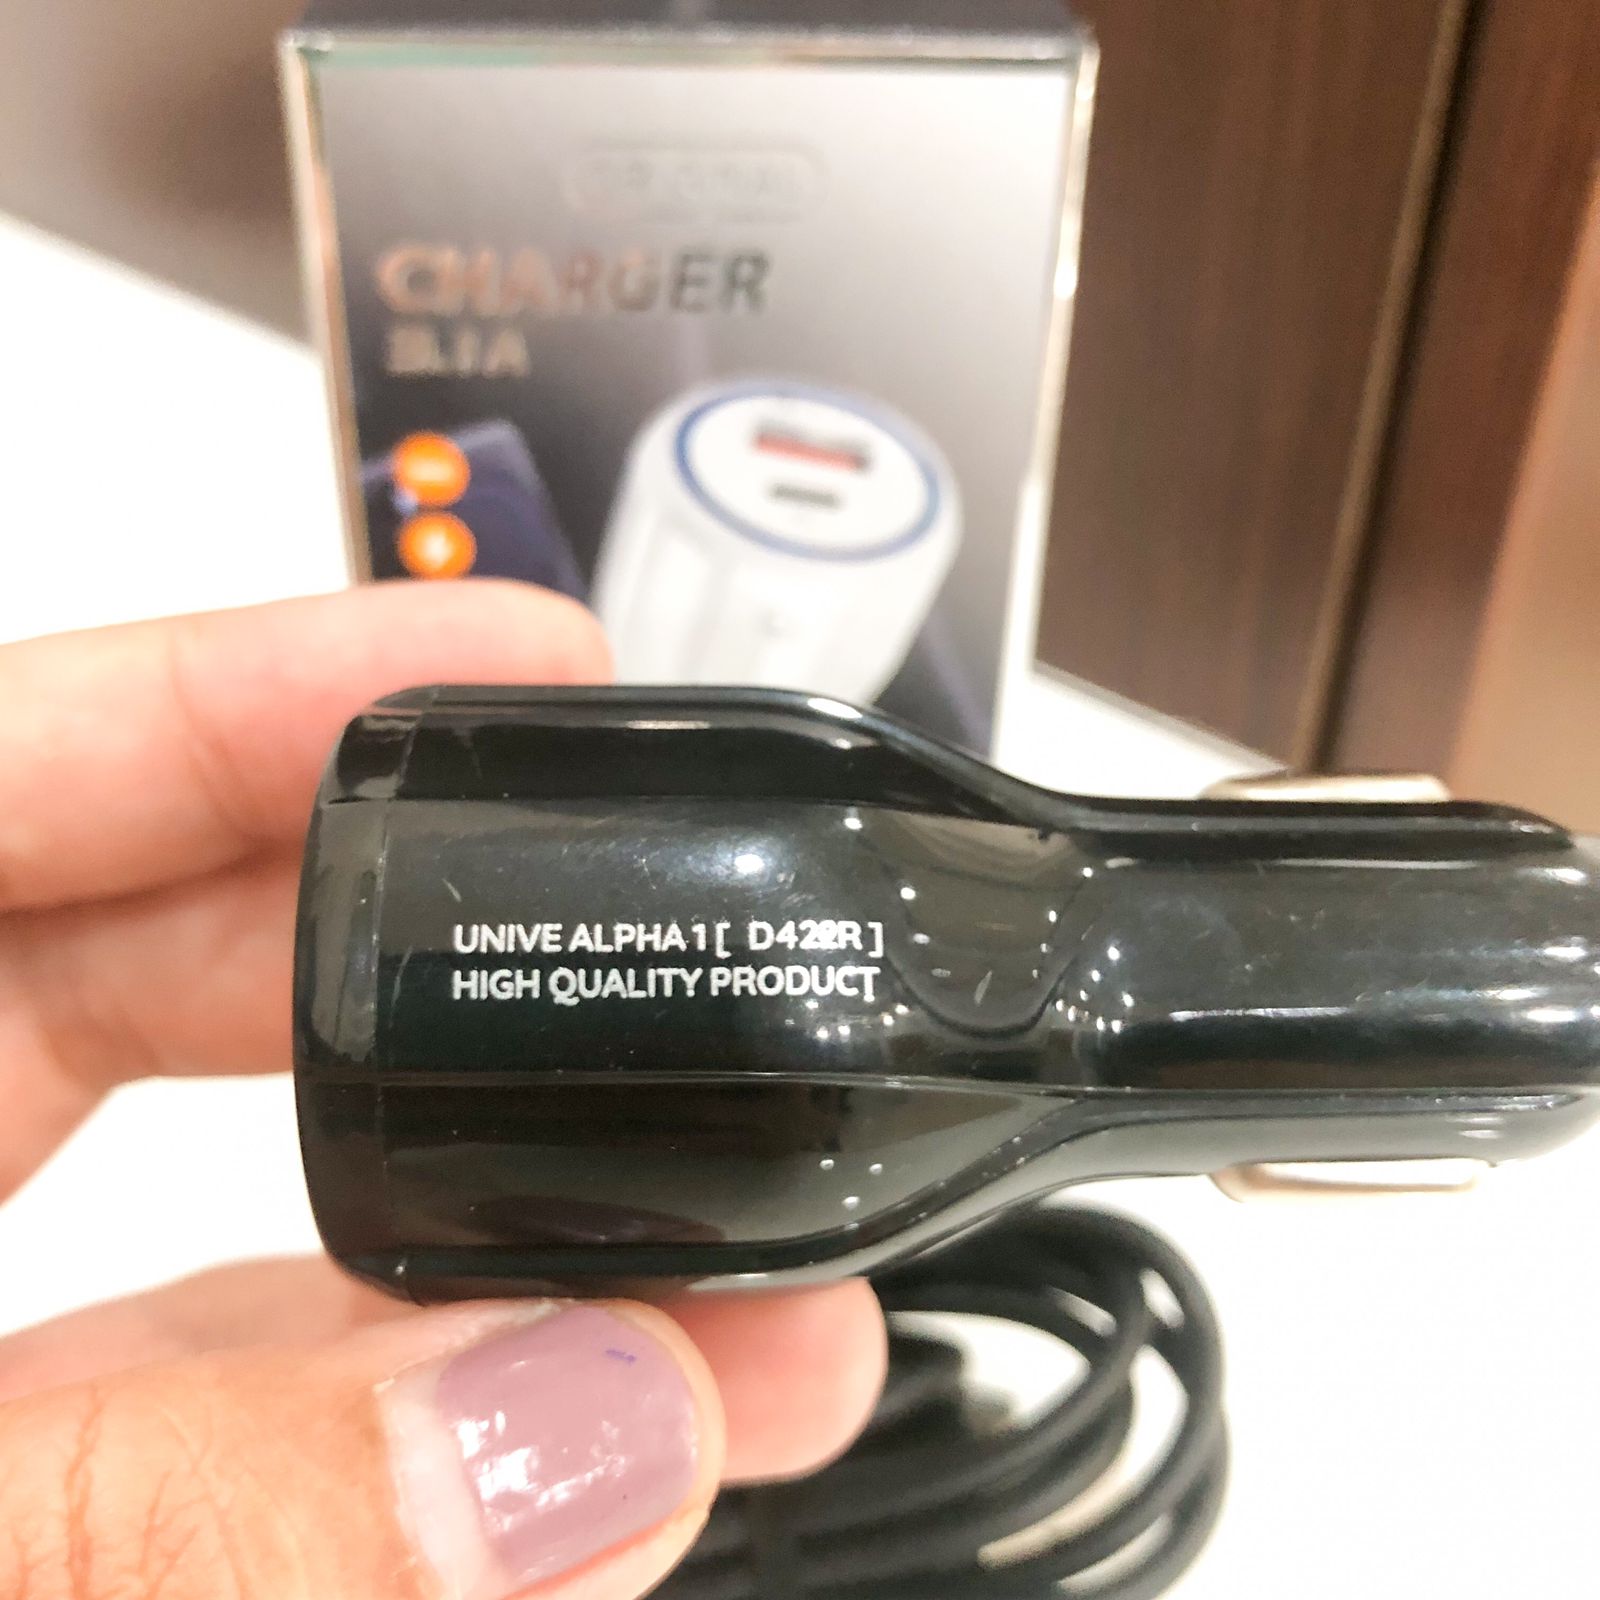 CHARGER
UNIVE ALPHA 1 [ D422R ]
HIGH QUALITY PRODUCT